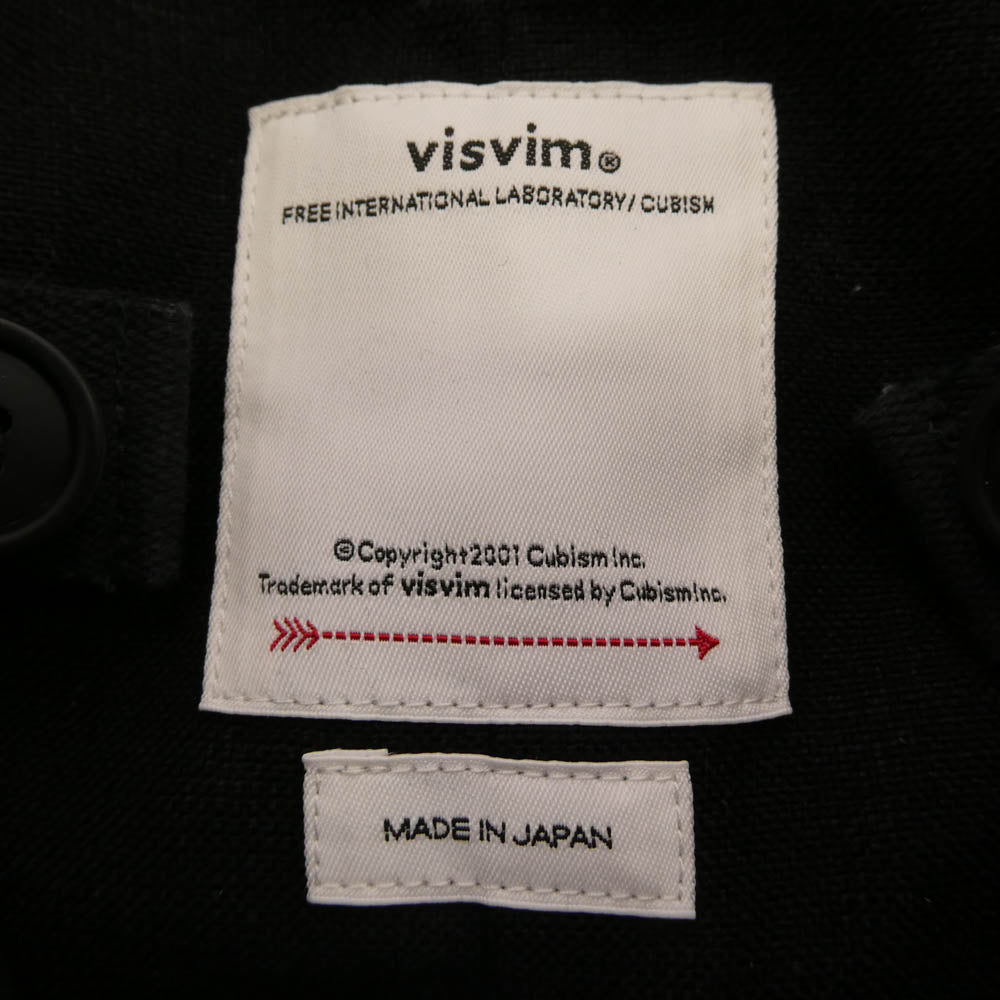 visvim®
FREE INTERNATIONAL LABORATORY/ CUBISM
©Copyright2001 Cubism Inc.
Trademark of visvim licensed by Cubism Inc.
MADE IN JAPAN